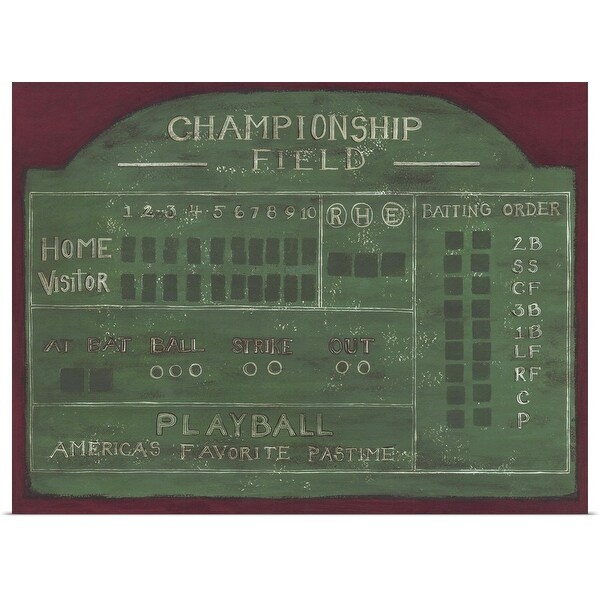 CHAMPIONSHIP
FIELD
1 2 3 4 5 6 7 8 9 10 R H E
HOME
VISITOR
BATTING ORDER
2B
SS
CF
3B
1B
LF
RF
C
P
AT BAT BALL STRIKE OUT
PLAYBALL
AMERICA'S FAVORITE PASTIME